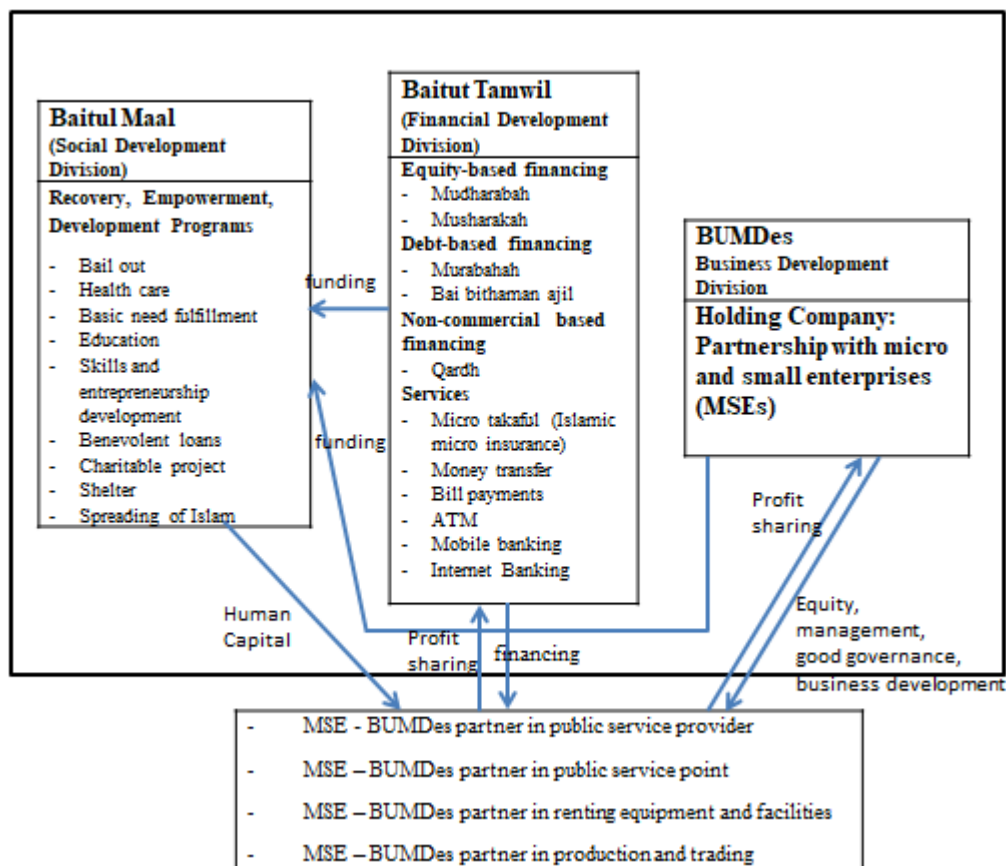 Baitul Maal
(Social Development
Division)
Recovery, Empowerment,
Development Programs
- Bail out
- Health care
- Basic need fulfillment
- Education
- Skills and
entrepreneurship
development
- Benevolent loans
- Charitable project
- Shelter
- Spreading of Islam
funding
funding
Baitut Tamwil
(Financial Development
Division)
Equity-based financing
- Mudharabah
- Musharakah
Debt-based financing
- Murabahah
- Bai bithaman ajil
Non-commercial based
financing
- Qardh
Services
- Micro takaful (Islamic
micro insurance)
- Money transfer
- Bill payments
- ATM
- Mobile banking
- Internet Banking
BUMDes
Business Development
Division
Holding Company:
Partnership with micro
and small enterprises
(MSEs)
Human
Capital
Profit
sharing
financing
Profit
sharing
Equity,
management,
good governance,
business development
- MSE - BUMDes partner in public service provider
- MSE – BUMDes partner in public service point
- MSE – BUMDes partner in renting equipment and facilities
- MSE – BUMDes partner in production and trading